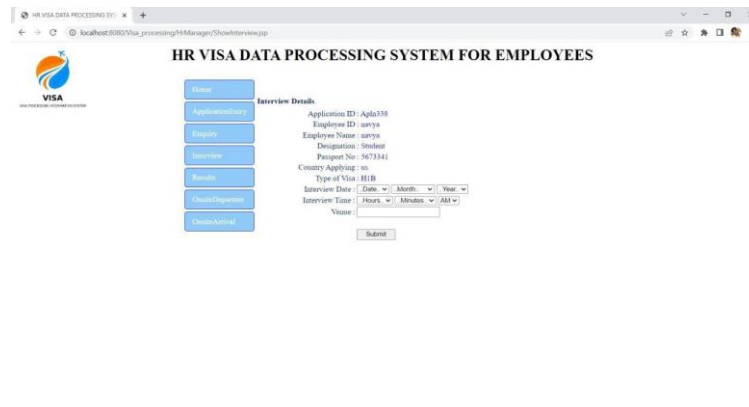 HR VISA DATA PROCESSING SYS
localhost:8080/Visa_processing/HrManager/ShowInterview.jsp
HR VISA DATA PROCESSING SYSTEM FOR EMPLOYEES
VISA
Home
ApplicationEntry
Enquiry
Interview
Results
OnsiteDeparture
OnsiteArrival
Interview Details
Application ID : Apln338
Employee ID : navya
Employee Name : navya
Designation : Student
Passport No : 5673341
Country Applying : us
Type of Visa : H1B
Interview Date : .Date. .Month. .Year.
Interview Time : .Hours. .Minutes. AM
Venue :
Submit